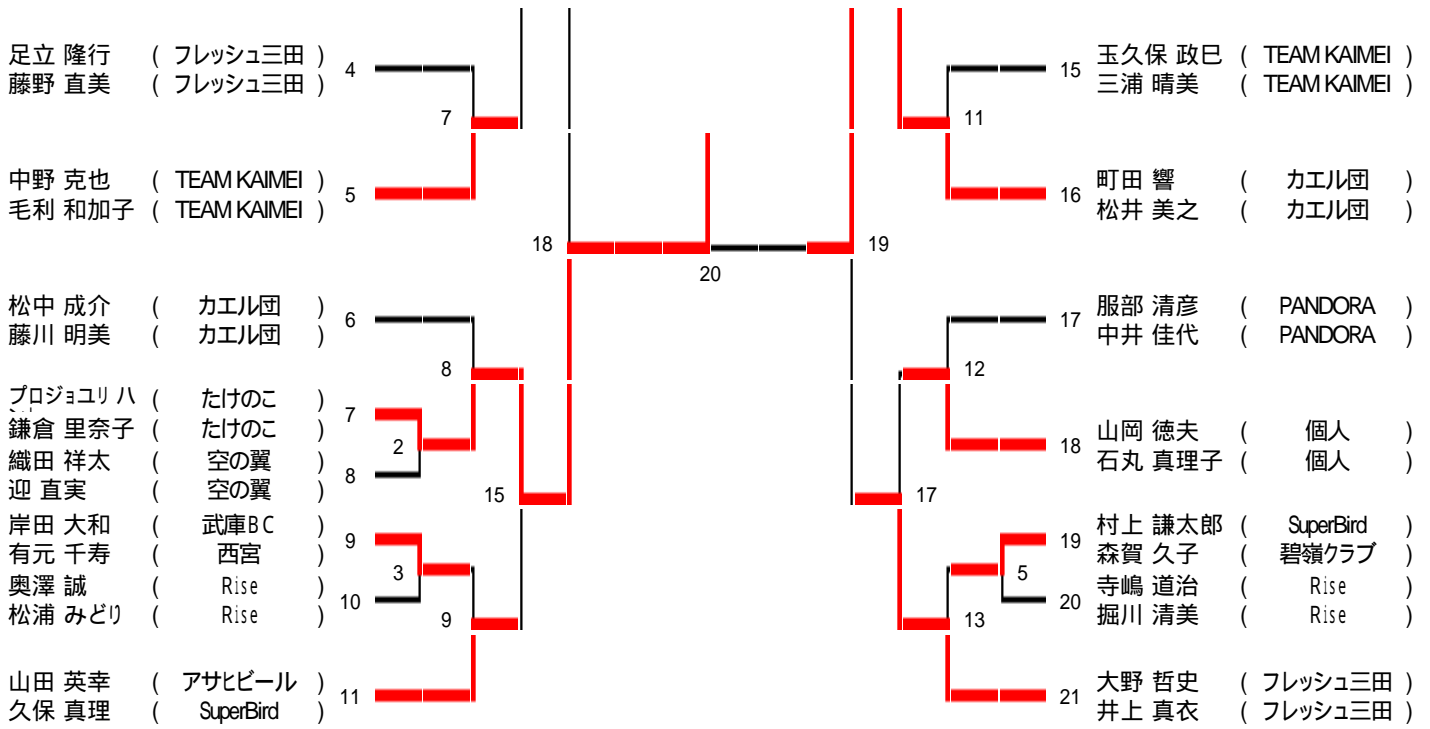 足立 隆行 ( フレッシュ三田 ) 4
藤野 直美 ( フレッシュ三田 )
7
中野 克也 ( TEAM KAIMEI ) 5
毛利 和加子 ( TEAM KAIMEI )
18
松中 成介 ( カエル団 ) 6
藤川 明美 ( カエル団 )
8
プロジョユリ ハ ( たけのこ ) 7
鎌倉 里奈子 ( たけのこ )
2
織田 祥太 ( 空の翼 ) 8
迎 直実 ( 空の翼 )
15
岸田 大和 ( 武庫BC ) 9
有元 千寿 ( 西宮 )
3
奥澤 誠 ( Rise ) 10
松浦 みどり ( Rise )
9
山田 英幸 ( アサヒビール ) 11
久保 真理 ( SuperBird )
20
15 玉久保 政巳 ( TEAM KAIMEI )
三浦 晴美 ( TEAM KAIMEI )
11
16 町田 響 ( カエル団 )
松井 美之 ( カエル団 )
19
17 服部 清彦 ( PANDORA )
中井 佳代 ( PANDORA )
12
18 山岡 徳夫 ( 個人 )
石丸 真理子 ( 個人 )
17
19 村上 謙太郎 ( SuperBird )
森賀 久子 ( 碧嶺クラブ )
5
20 寺嶋 道治 ( Rise )
掘川 清美 ( Rise )
13
21 大野 哲史 ( フレッシュ三田 )
井上 真衣 ( フレッシュ三田 )